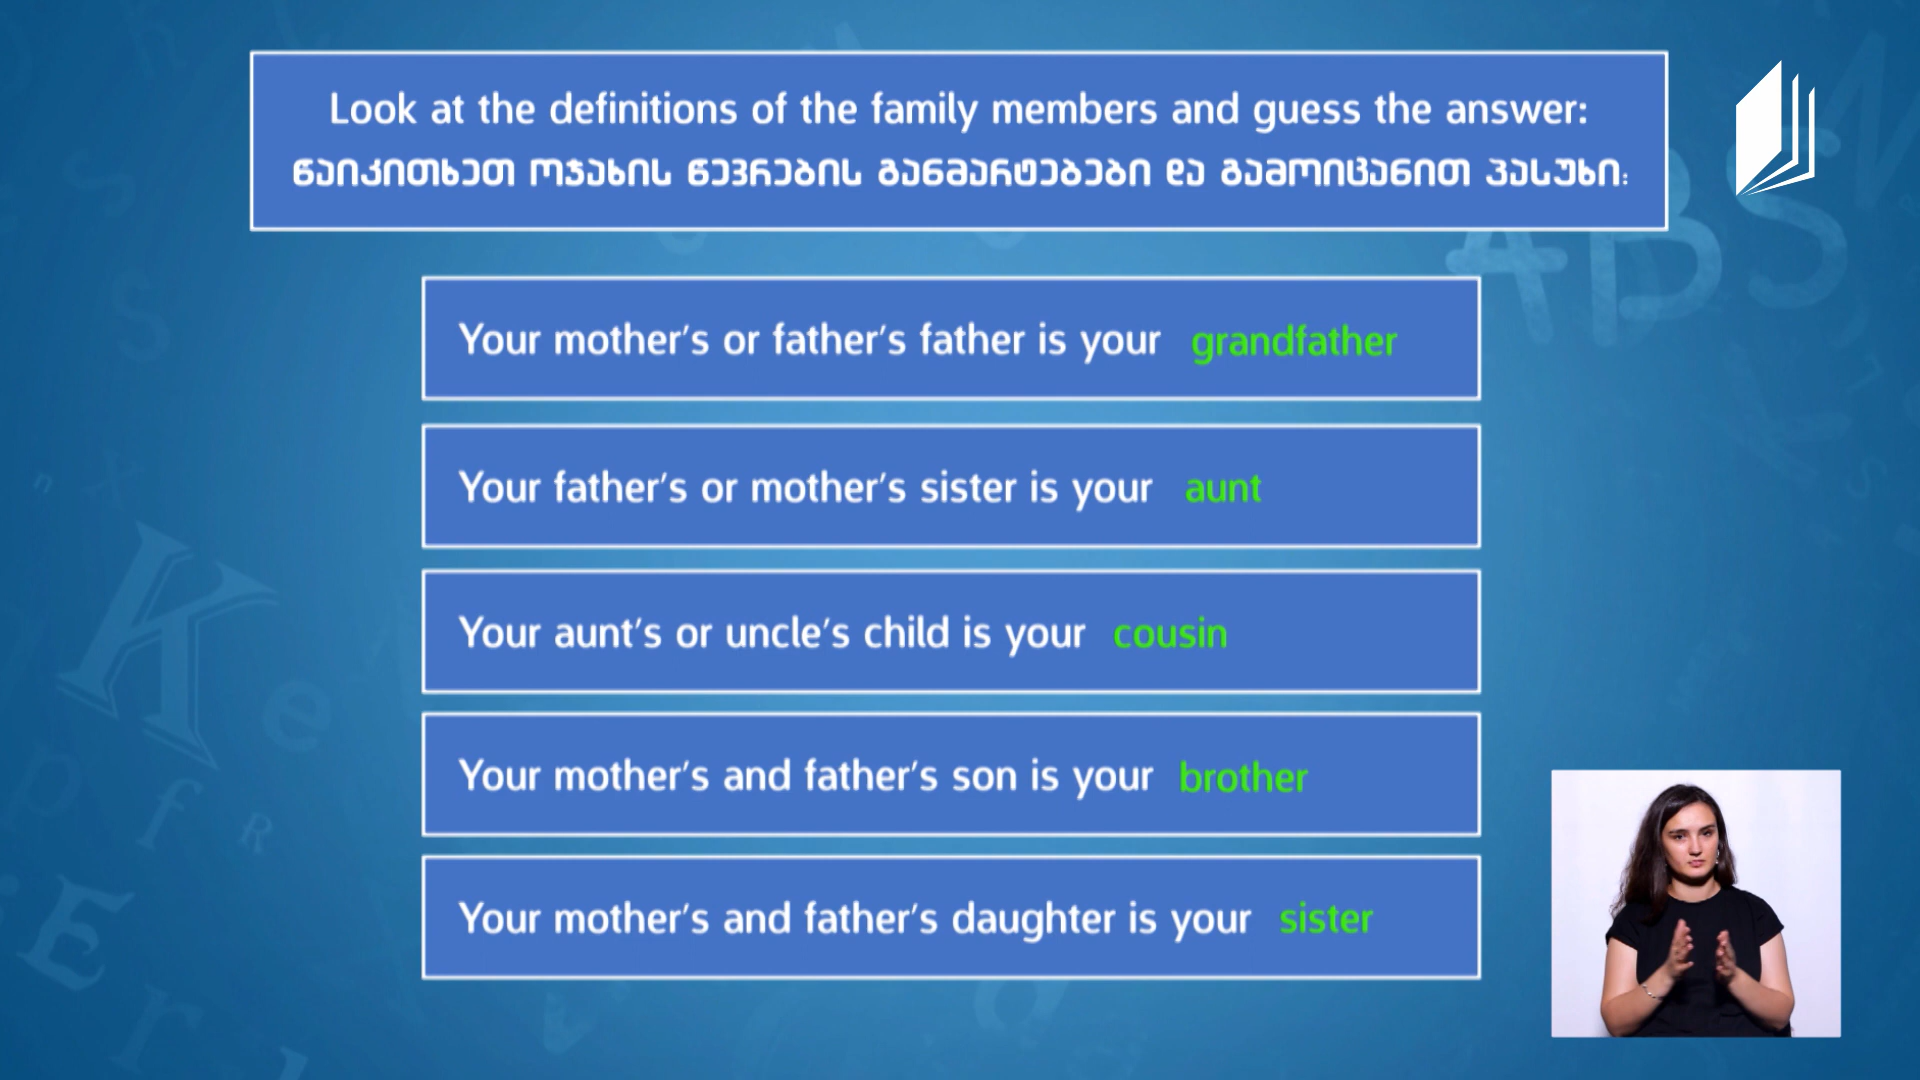 Look at the definitions of the family members and guess the answer:
წაიკითხეთ ოჯახის წევრების განმარტებები და გამოიცანით პასუხი:
Your mother’s or father’s father is your grandfather
Your father’s or mother’s sister is your aunt
Your aunt’s or uncle’s child is your cousin
Your mother’s and father’s son is your brother
Your mother’s and father’s daughter is your sister